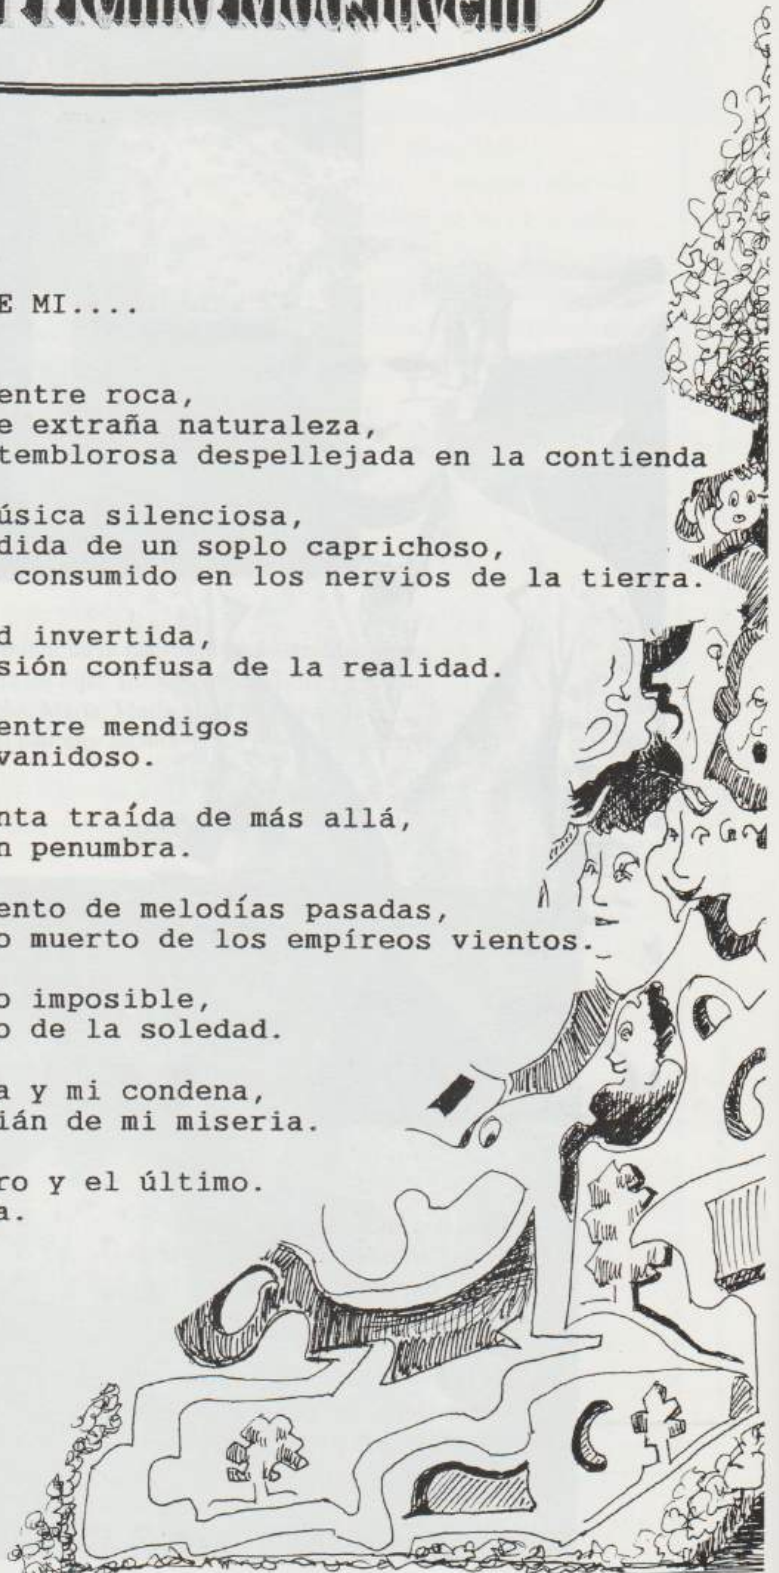 E MI....
entre roca,
e extraña naturaleza,
temblorosa despellejada en la contienda
úsica silenciosa,
dida de un soplo caprichoso,
consumido en los nervios de la tierra.
d invertida,
sión confusa de la realidad.
entre mendigos
vanidoso.
nta traída de más allá,
n penumbra.
ento de melodías pasadas,
o muerto de los empíreos vientos.
o imposible,
o de la soledad.
a y mi condena,
ián de mi miseria.
ro y el último.
a.